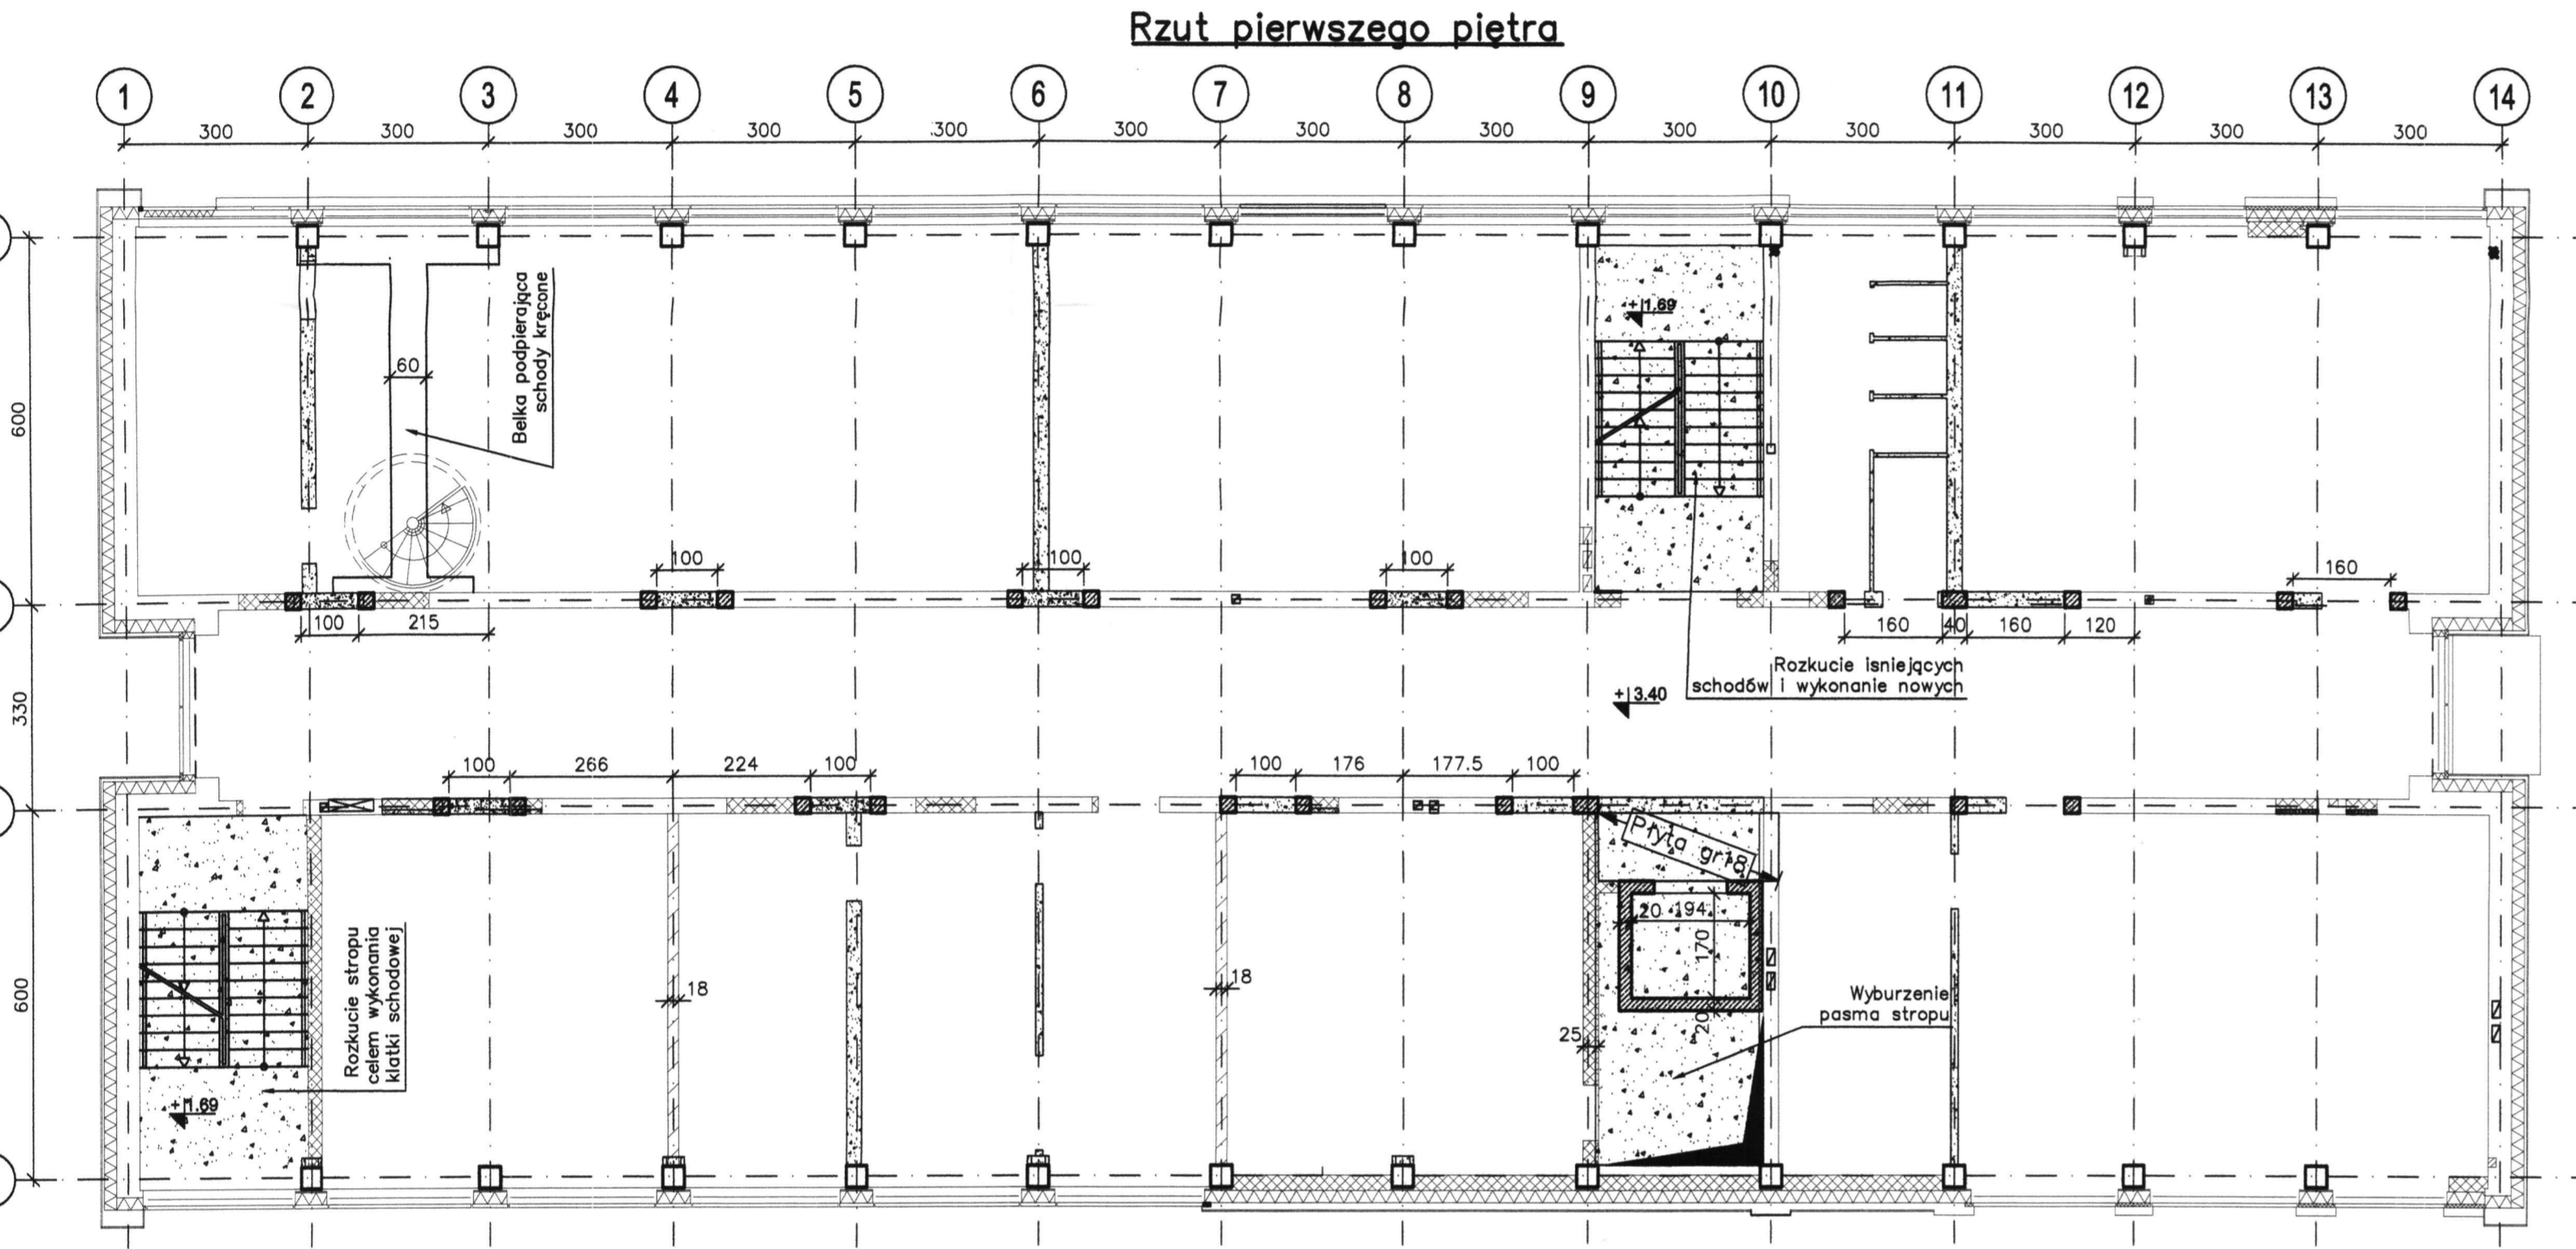 Rzut pierwszego piętra
1 2 3 4 5 6 7 8 9 10 11 12 13 14
300 300 300 300 300 300 300 300 300 300 300 300 300
600
330
600
Belka podpierająca
schody kręcone
60
+1.69
100 100 100 160
100 215
160 40 160 120
Rozkucie isniejących
schodów i wykonanie nowych
+3.40
100 266 224 100
100 176 177.5 100
Płyta gr18
20 194
170
20
25
18
18
Wyburzenie
pasma stropu
Rozkucie stropu
celem wykonania
klatki schodowej
+1.69